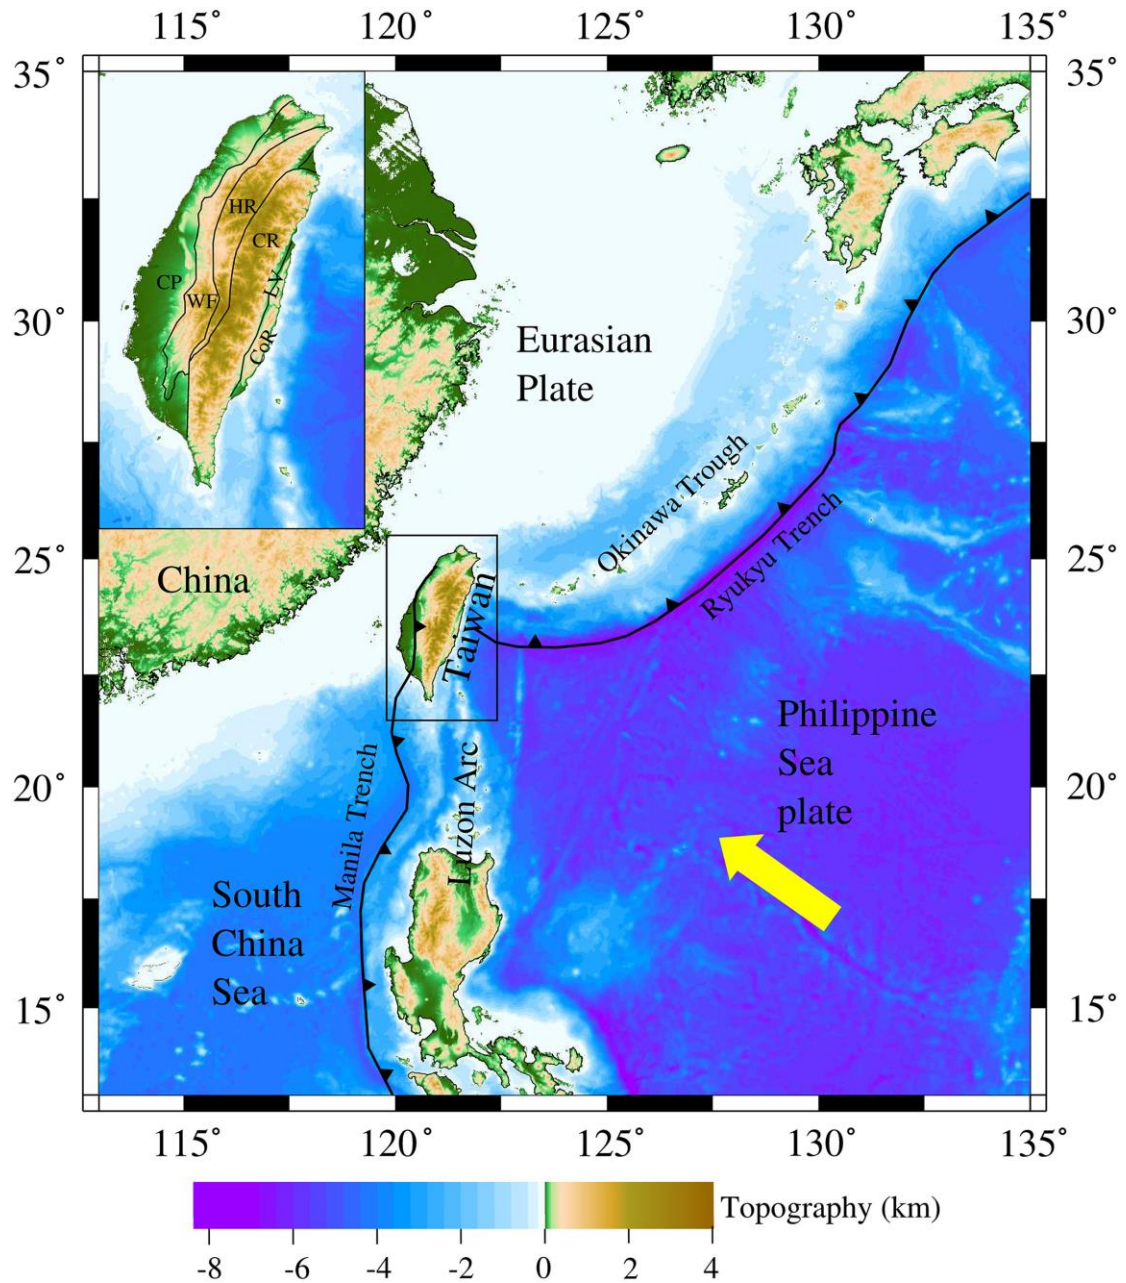 115° 120° 125° 130° 135°
35° 35°
HR
CR
CP
LV
WF
CoR
30° 30°
Eurasian
Plate
Okinawa Trough
Ryukyu Trench
25° 25°
China
Taiwan
Philippine
Sea
plate
Luzon Arc
Manila Trench
20° 20°
South
China
Sea
15° 15°
115° 120° 125° 130° 135°
Topography (km)
-8 -6 -4 -2 0 2 4